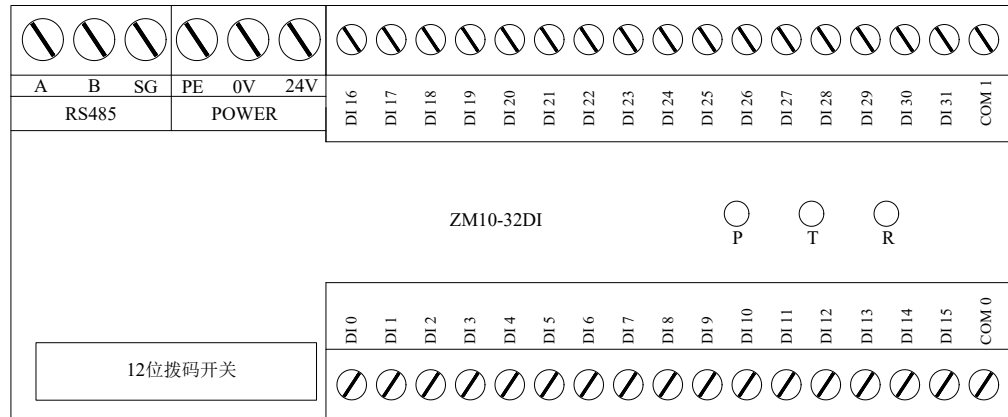 A B SG PE 0V 24V
RS485 POWER
DI 16 DI 17 DI 18 DI 19 DI 20 DI 21 DI 22 DI 23 DI 24 DI 25 DI 26 DI 27 DI 28 DI 29 DI 30 DI 31 COM 1
ZM10-32DI
P T R
DI 0 DI 1 DI 2 DI 3 DI 4 DI 5 DI 6 DI 7 DI 8 DI 9 DI 10 DI 11 DI 12 DI 13 DI 14 DI 15 COM 0
12位拨码开关